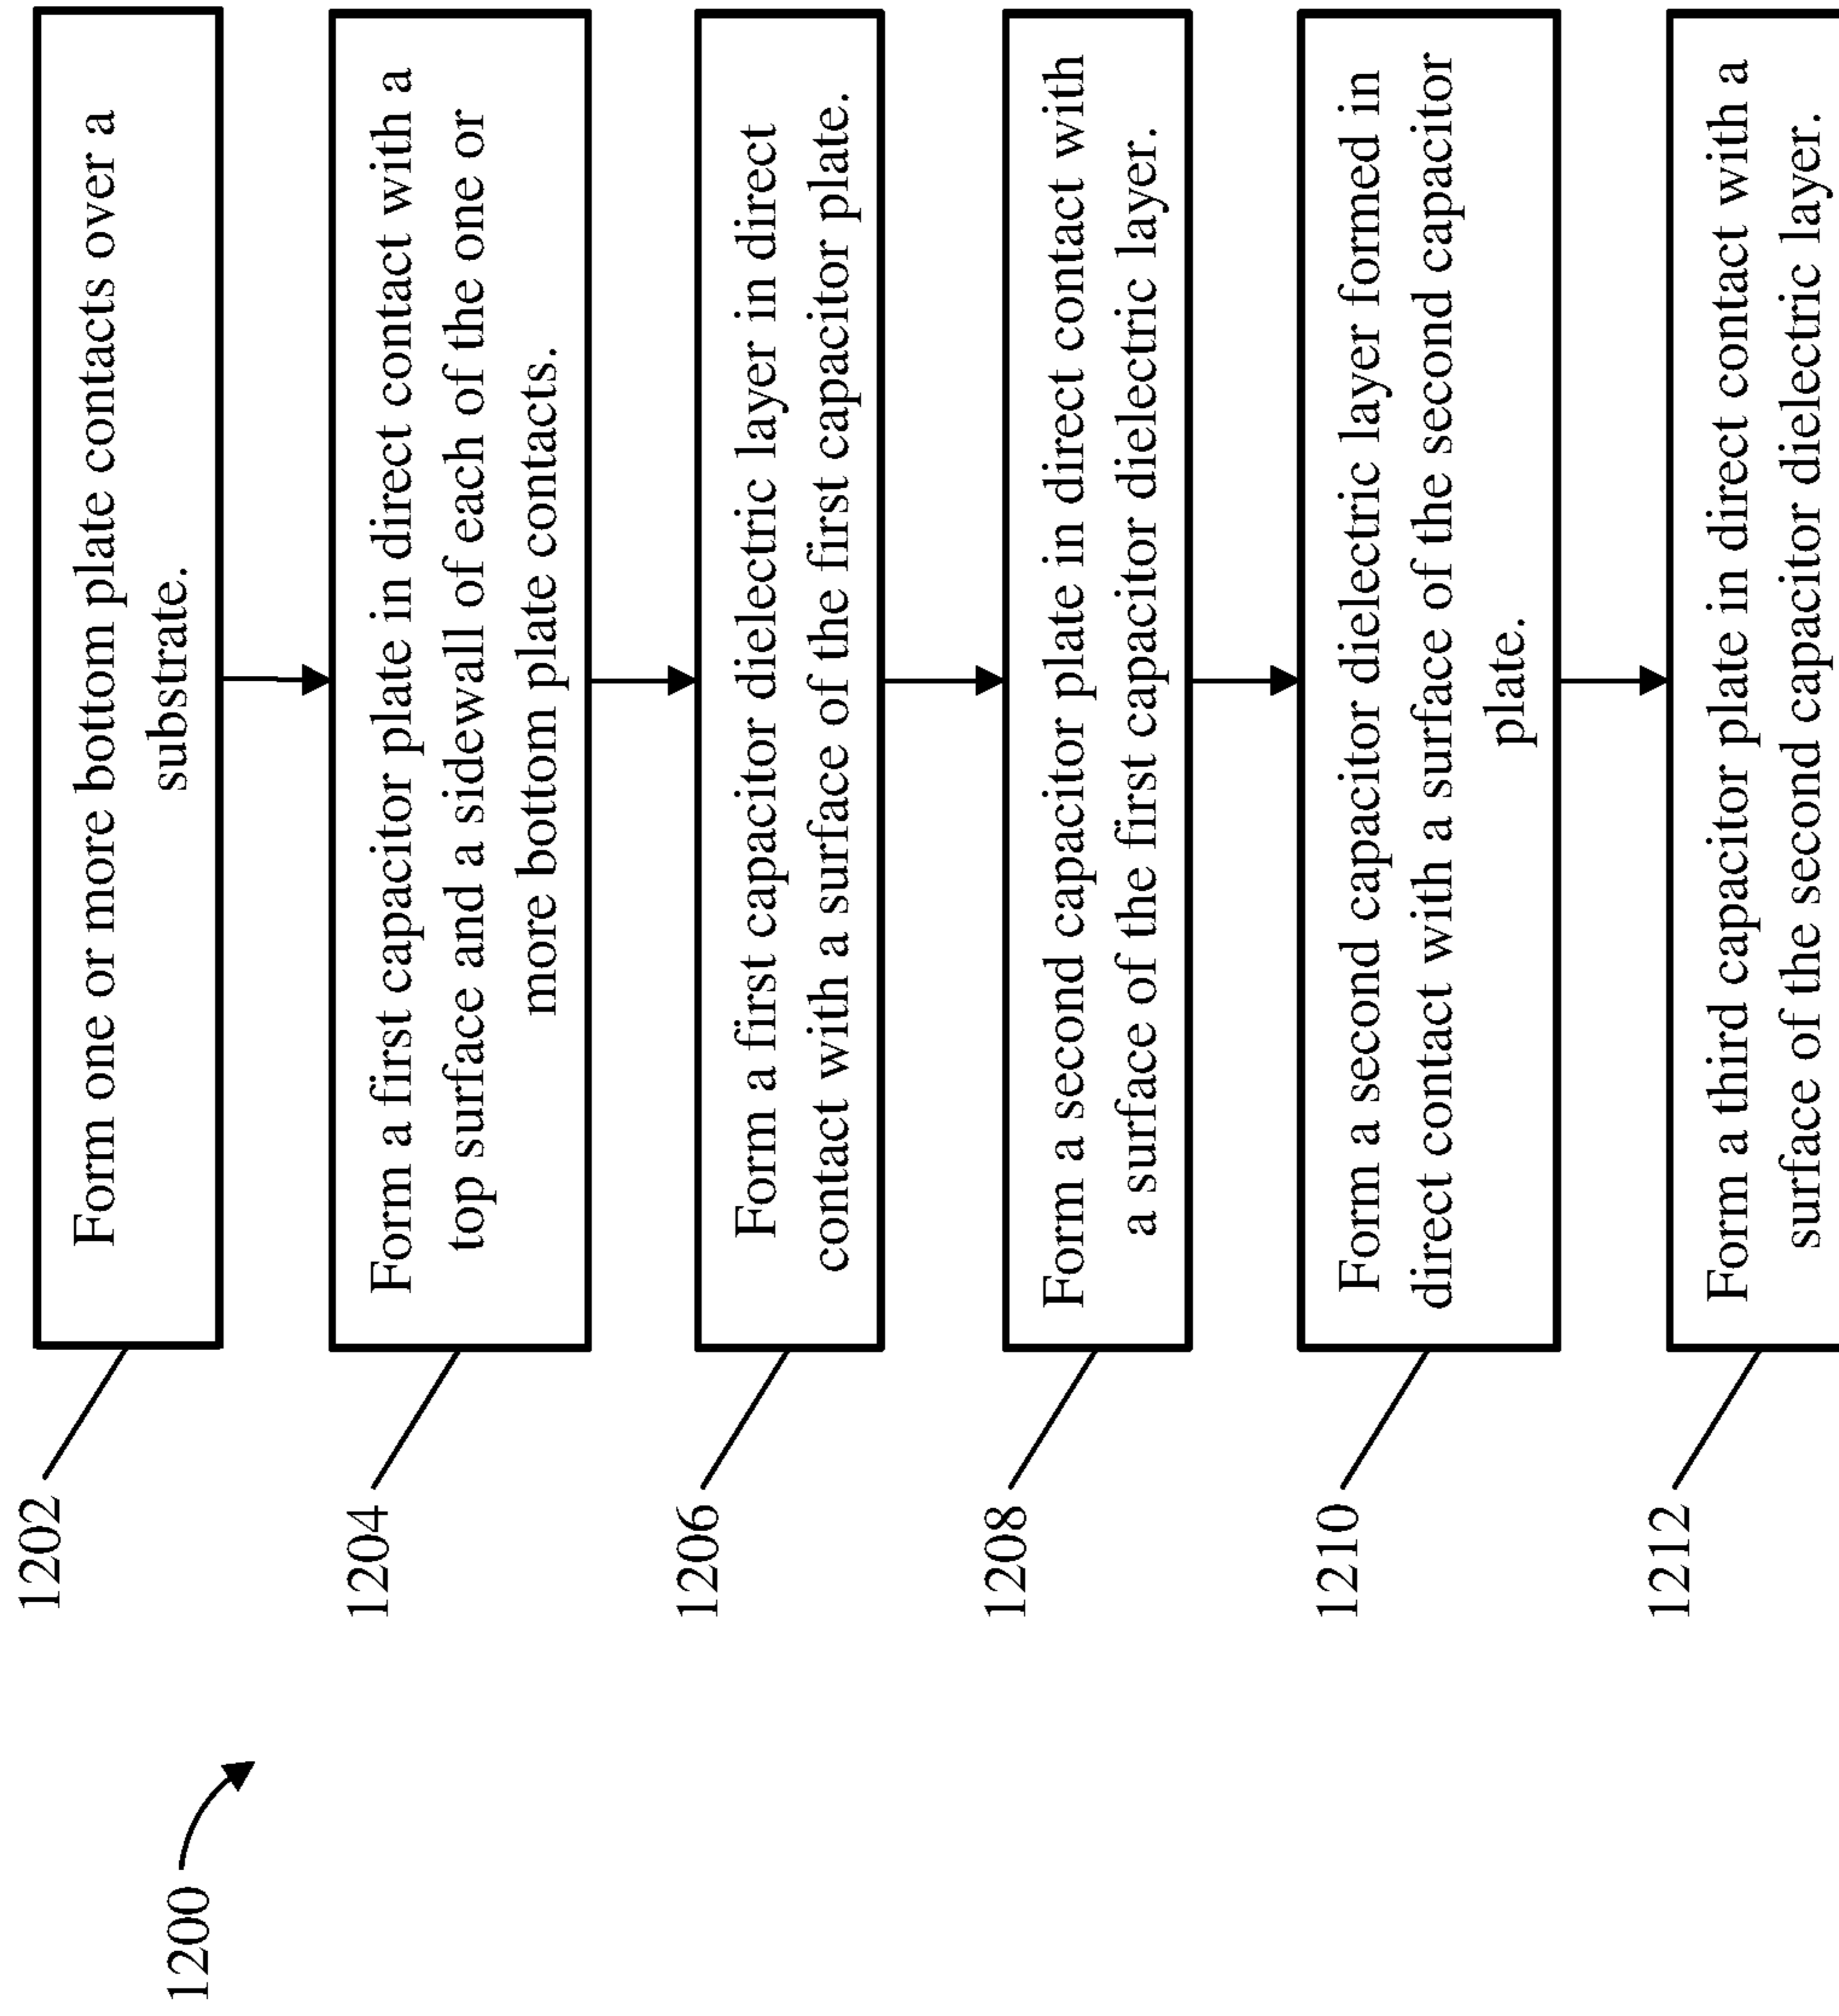 1200
1202
Form one or more bottom plate contacts over a
substrate.
1204
Form a first capacitor plate in direct contact with a
top surface and a sidewall of each of the one or
more bottom plate contacts.
1206
Form a first capacitor dielectric layer in direct
contact with a surface of the first capacitor plate.
1208
Form a second capacitor plate in direct contact with
a surface of the first capacitor dielectric layer.
1210
Form a second capacitor dielectric layer formed in
direct contact with a surface of the second capacitor
plate.
1212
Form a third capacitor plate in direct contact with a
surface of the second capacitor dielectric layer.